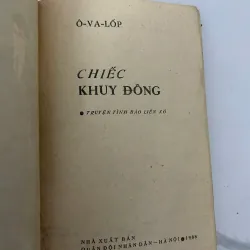 Ô-VA-LỐP
CHIẾC
KHUY ĐỒNG
● TRUYỆN TÌNH BÁO LIÊN XÔ
NHÀ XUẤT BẢN
QUÂN ĐỘI NHÂN DÂN – HÀ NỘI ●